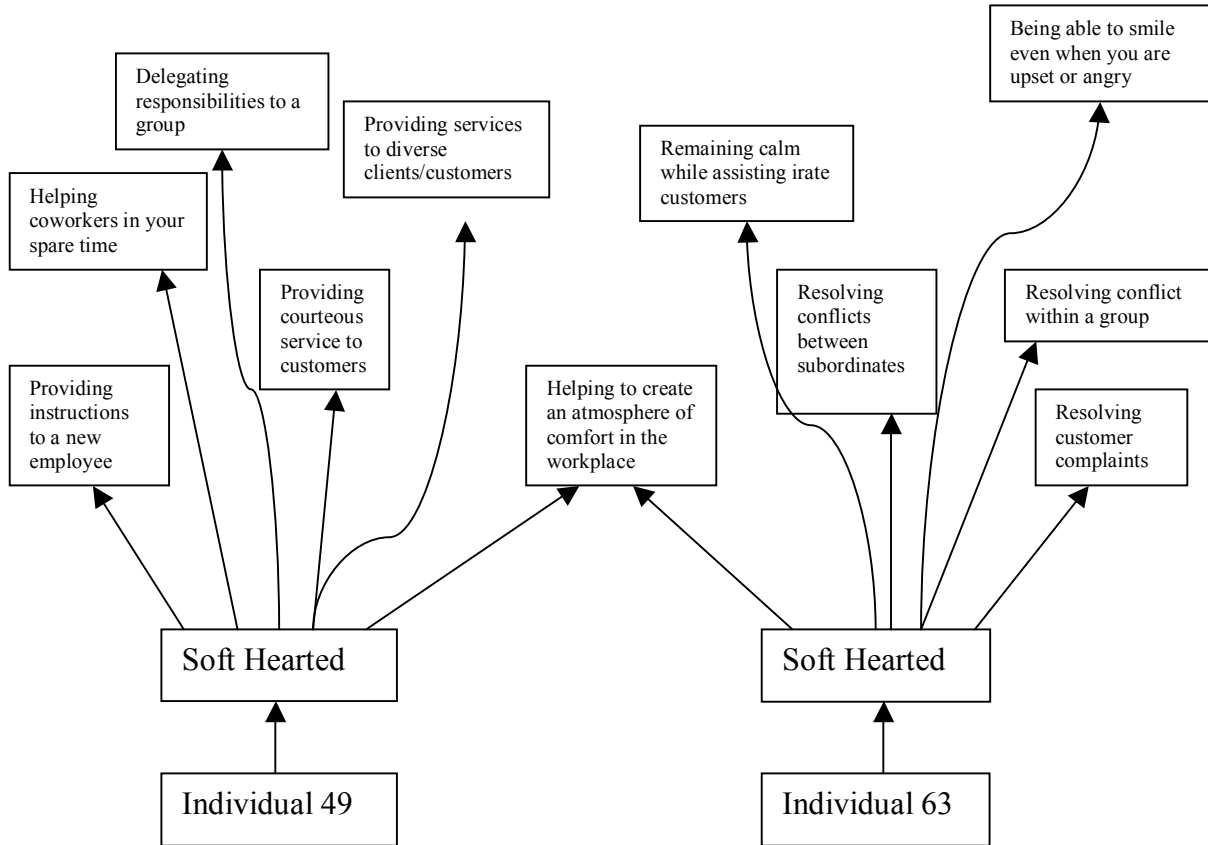 Being able to smile
even when you are
upset or angry
Delegating
responsibilities to a
group
Providing services
to diverse
clients/customers
Remaining calm
while assisting irate
customers
Helping
coworkers in your
spare time
Providing
courteous
service to
customers
Resolving
conflicts
between
subordinates
Resolving conflict
within a group
Providing
instructions
to a new
employee
Helping to create
an atmosphere of
comfort in the
workplace
Resolving
customer
complaints
Soft Hearted
Soft Hearted
Individual 49
Individual 63